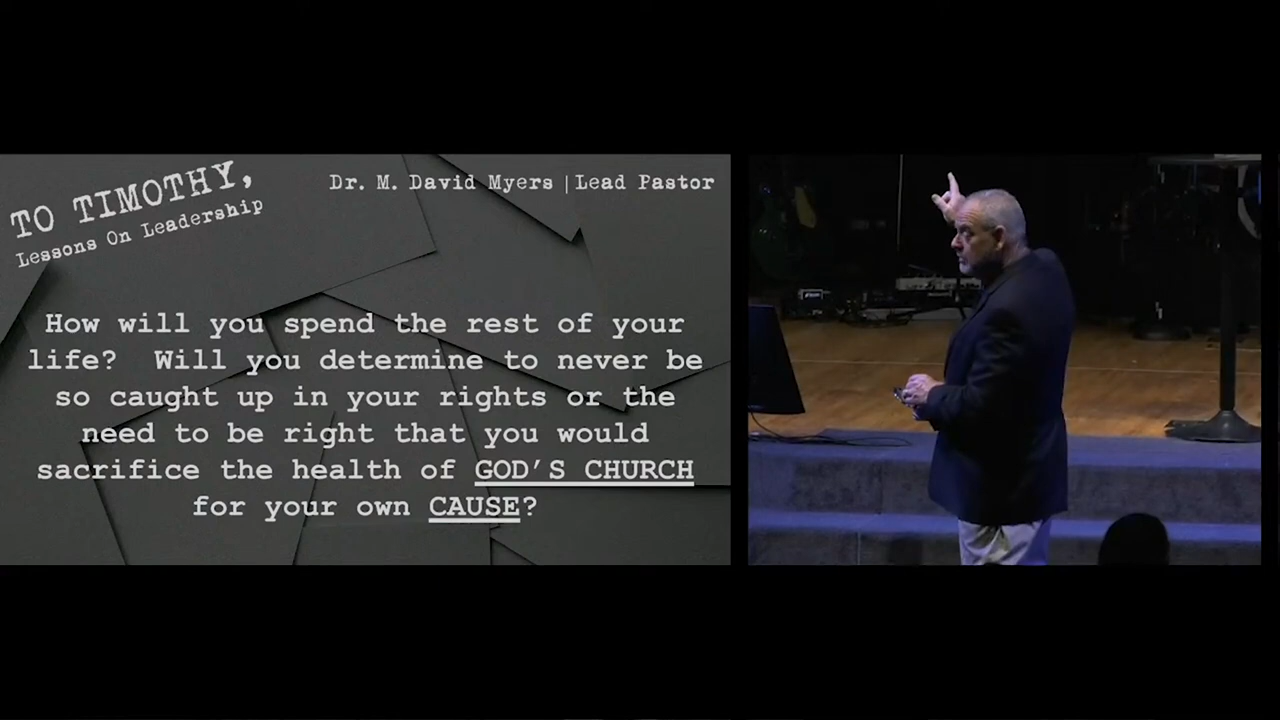 TO TIMOTHY,
Lessons On Leadership
Dr. M. David Myers | Lead Pastor
How will you spend the rest of your
life? Will you determine to never be
so caught up in your rights or the
need to be right that you would
sacrifice the health of GOD'S CHURCH
for your own CAUSE?